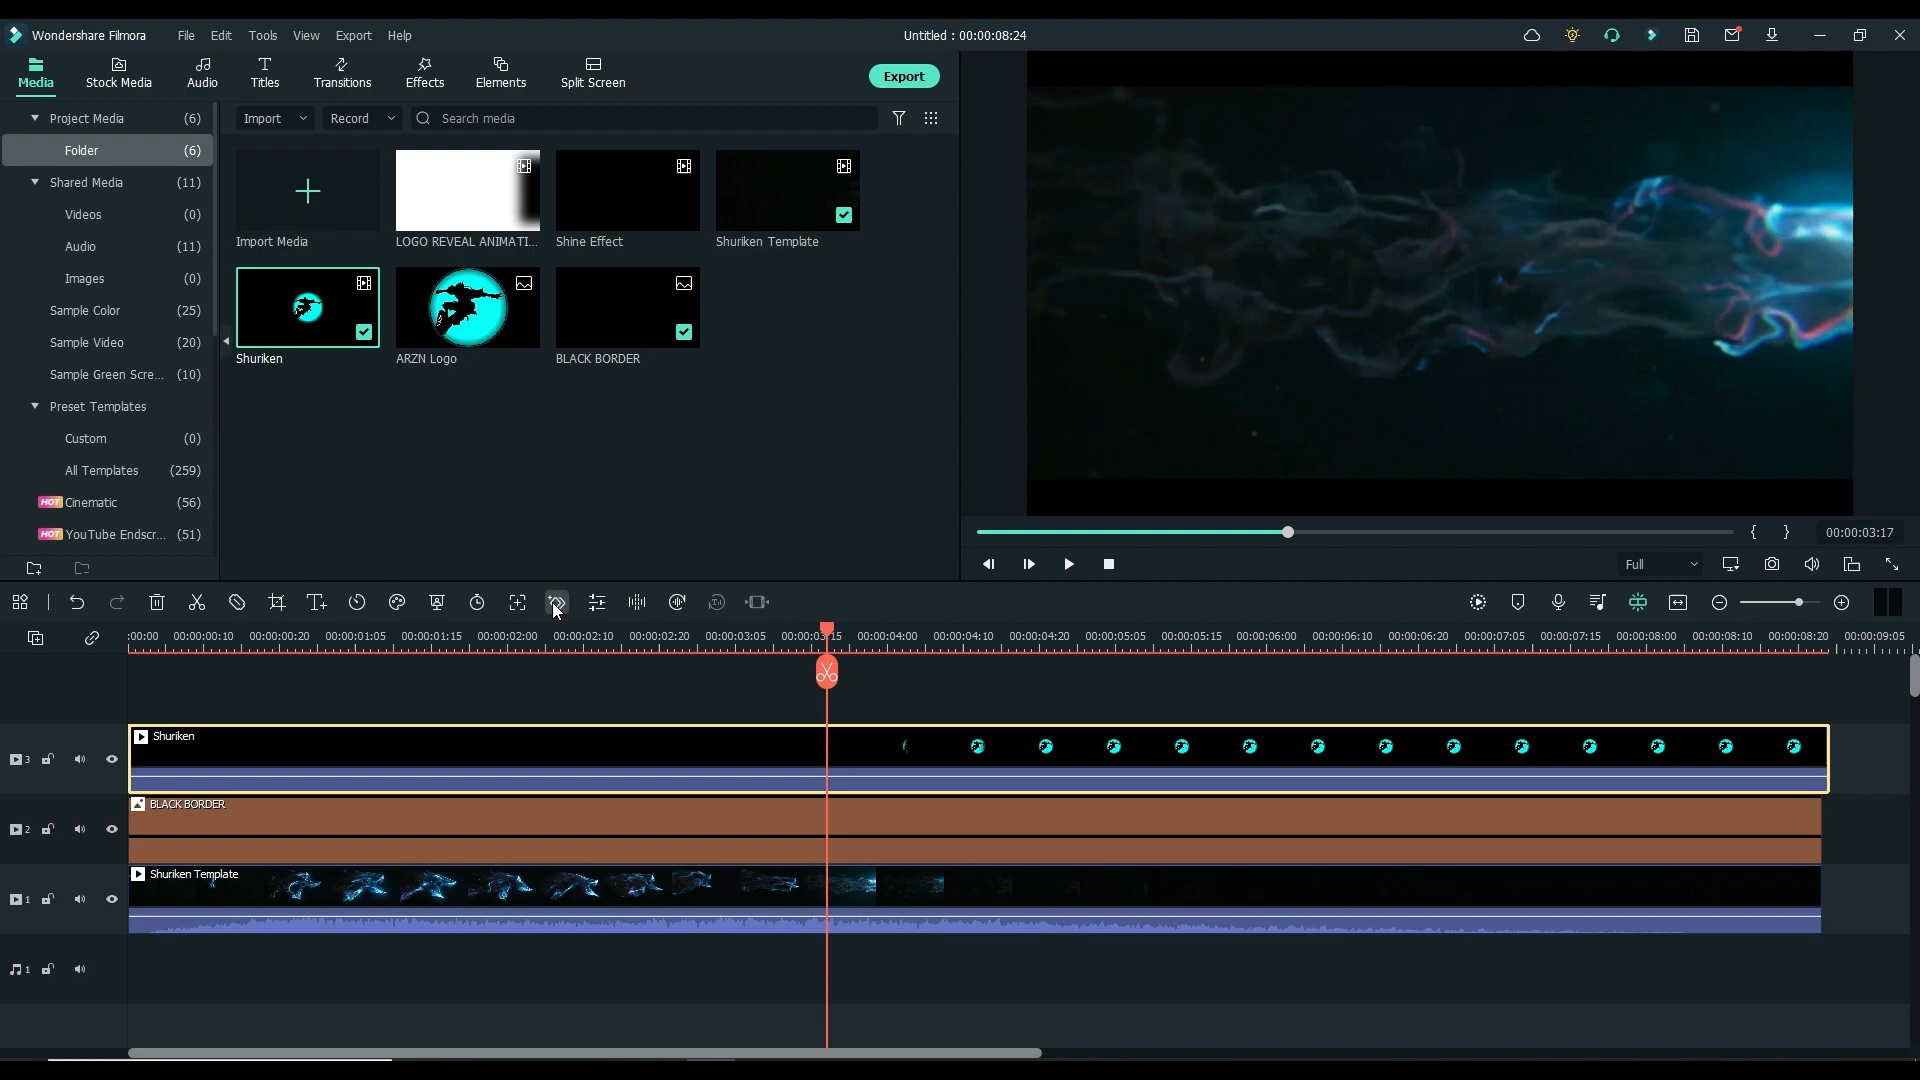 Wondershare Filmora File Edit Tools View Export Help Untitled : 00:00:08:24
Media Stock Media Audio Titles Transitions Effects Elements Split Screen Export
Project Media (6)
Folder (6)
Shared Media (11)
Videos (0)
Audio (11)
Images (0)
Sample Color (25)
Sample Video (20)
Sample Green Scre... (10)
Preset Templates
Custom (0)
All Templates (259)
HOT Cinematic (56)
HOT YouTube Endscr... (51)
Import Record Search media
Import Media LOGO REVEAL ANIMATI... Shine Effect Shuriken Template
Shuriken ARZN Logo BLACK BORDER
{ } 00:00:03:17
Full
:00:00 00:00:00:10 00:00:00:20 00:00:01:05 00:00:01:15 00:00:02:00 00:00:02:10 00:00:02:20 00:00:03:05 00:00:03:15 00:00:04:00 00:00:04:10 00:00:04:20 00:00:05:05 00:00:05:15 00:00:06:00 00:00:06:10 00:00:06:20 00:00:07:05 00:00:07:15 00:00:08:00 00:00:08:10 00:00:08:20 00:00:09:05
Shuriken
3
BLACK BORDER
2
Shuriken Template
1
1